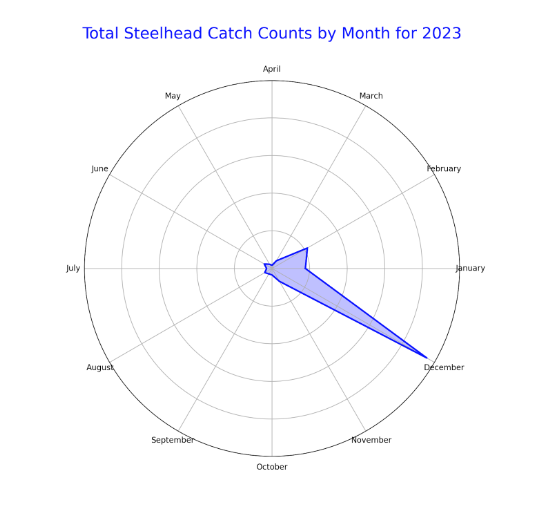 Total Steelhead Catch Counts by Month for 2023
April
May
March
June
February
July
January
August
December
September
November
October